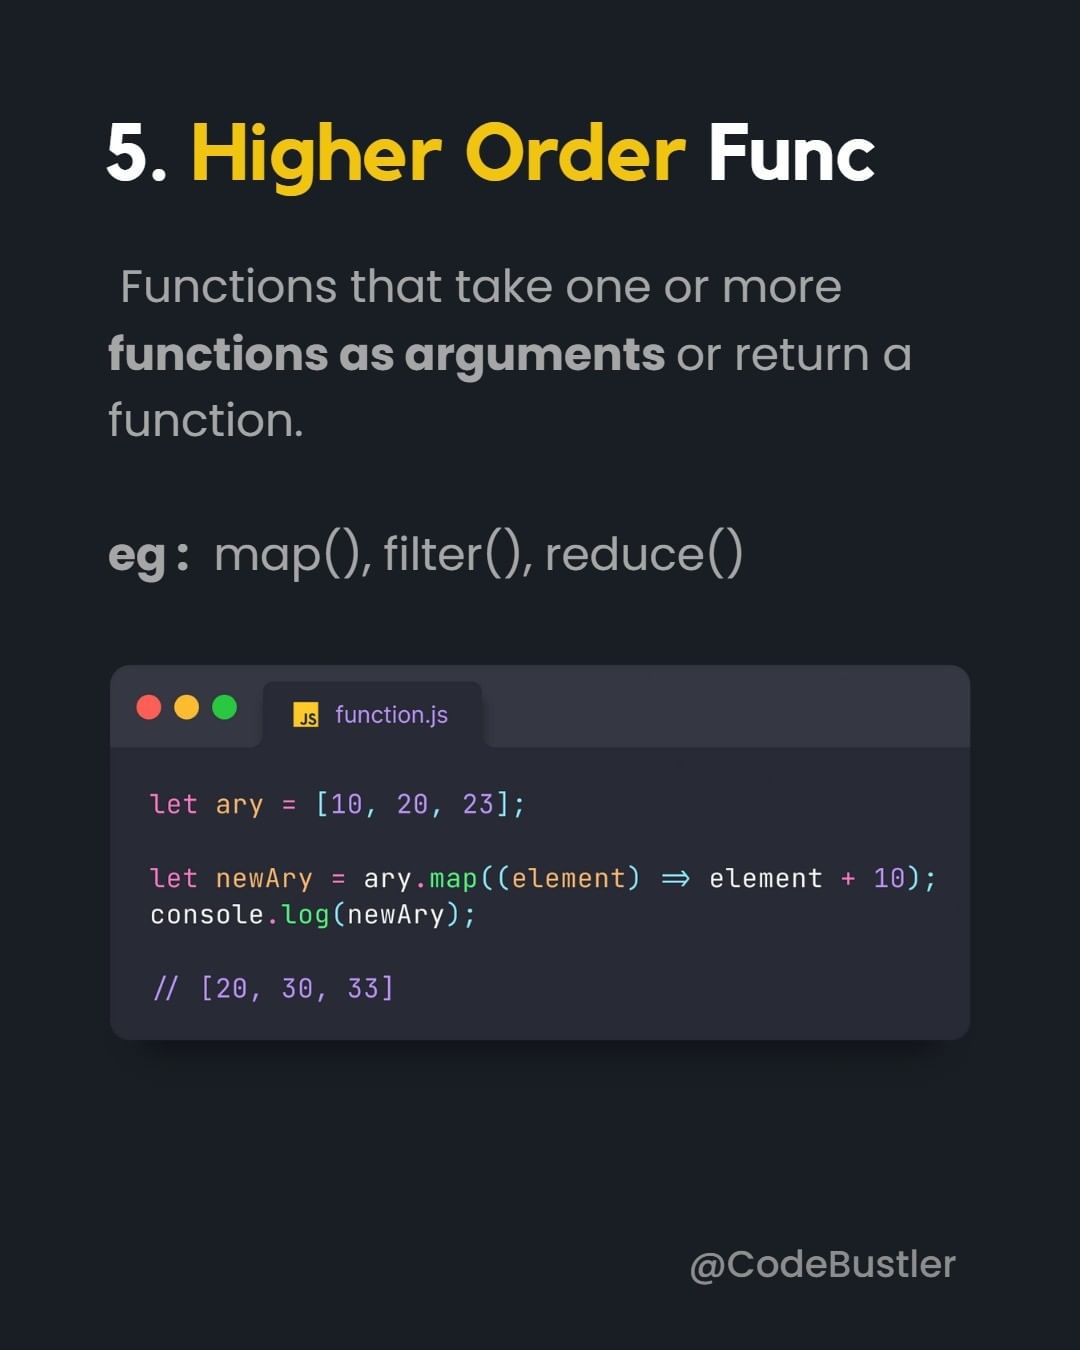 5. Higher Order Func
Functions that take one or more
functions as arguments or return a
function.
eg : map(), filter(), reduce()
JS function.js
let ary = [10, 20, 23];
let newAry = ary.map((element) => element + 10);
console.log(newAry);
// [20, 30, 33]
@CodeBustler